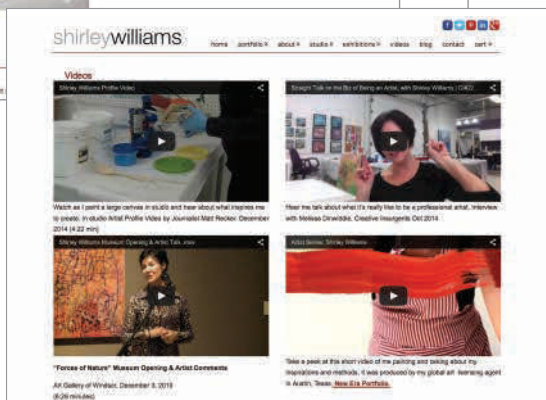 shirleywilliams
home portfolio about studio exhibitions videos blog contact cart
Videos
Shirley Williams Profile Video
Straight Talk on the Biz of Being an Artist, with Shirley Williams | CI#22
Watch as I paint a large canvas in studio and hear about what inspires me
to create. In studio Artist Profile Video by Journalist Matt Recker. December
2014 (4:22 min)
Hear me talk about what it's really like to be a professional artist, interview
with Melissa Dinwiddie, Creative Insurgents Oct 2014
Shirley Williams Museum Opening & Artist Talk .mov
Artist Series: Shirley Williams
"Forces of Nature" Museum Opening & Artist Comments
Art Gallery of Windsor, December 3, 2010
(6:26 minutes)
Take a peek at this short video of me painting and talking about my
inspirations and methods. It was produced by my global art licensing agent
in Austin, Texas, New Era Portfolio.